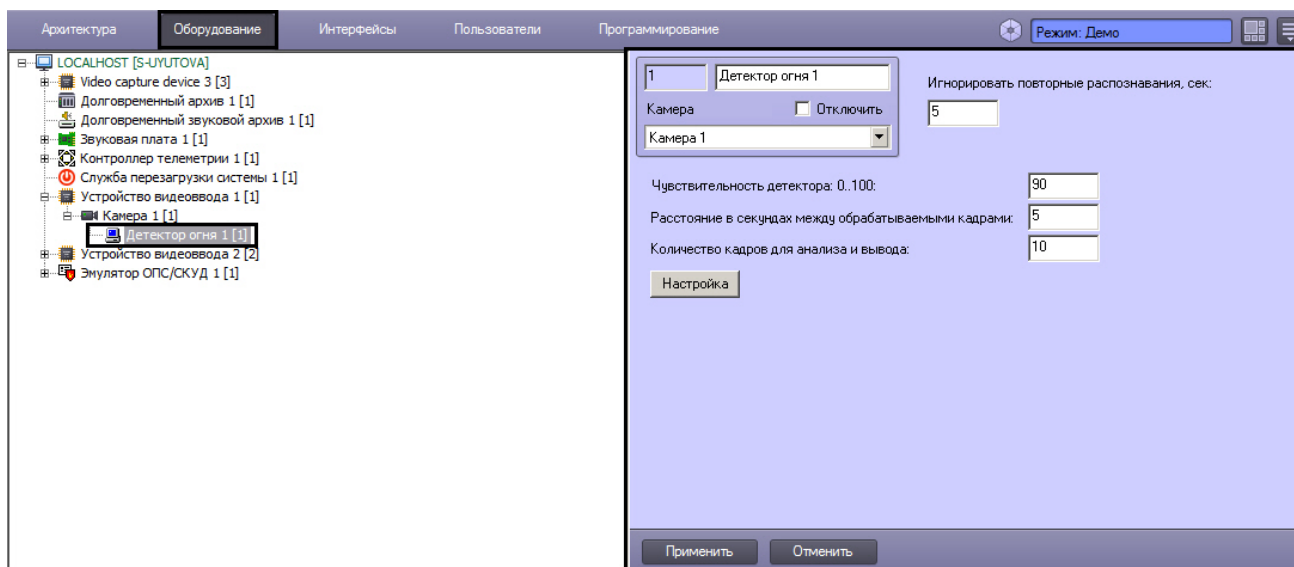 Архитектура Оборудование Интерфейсы Пользователи Программирование Режим: Демо
LOCALHOST [S-UYUTOVA]
Video capture device 3 [3]
Долговременный архив 1 [1]
Долговременный звуковой архив 1 [1]
Звуковая плата 1 [1]
Контроллер телеметрии 1 [1]
Служба перезагрузки системы 1 [1]
Устройство видеоввода 1 [1]
Камера 1 [1]
Детектор огня 1 [1]
Устройство видеоввода 2 [2]
Эмулятор ОПС/СКУД 1 [1]
1 Детектор огня 1
Камера Отключить
Камера 1
Игнорировать повторные распознавания, сек:
5
Чувствительность детектора: 0..100: 90
Расстояние в секундах между обрабатываемыми кадрами: 5
Количество кадров для анализа и вывода: 10
Настройка
Применить Отменить